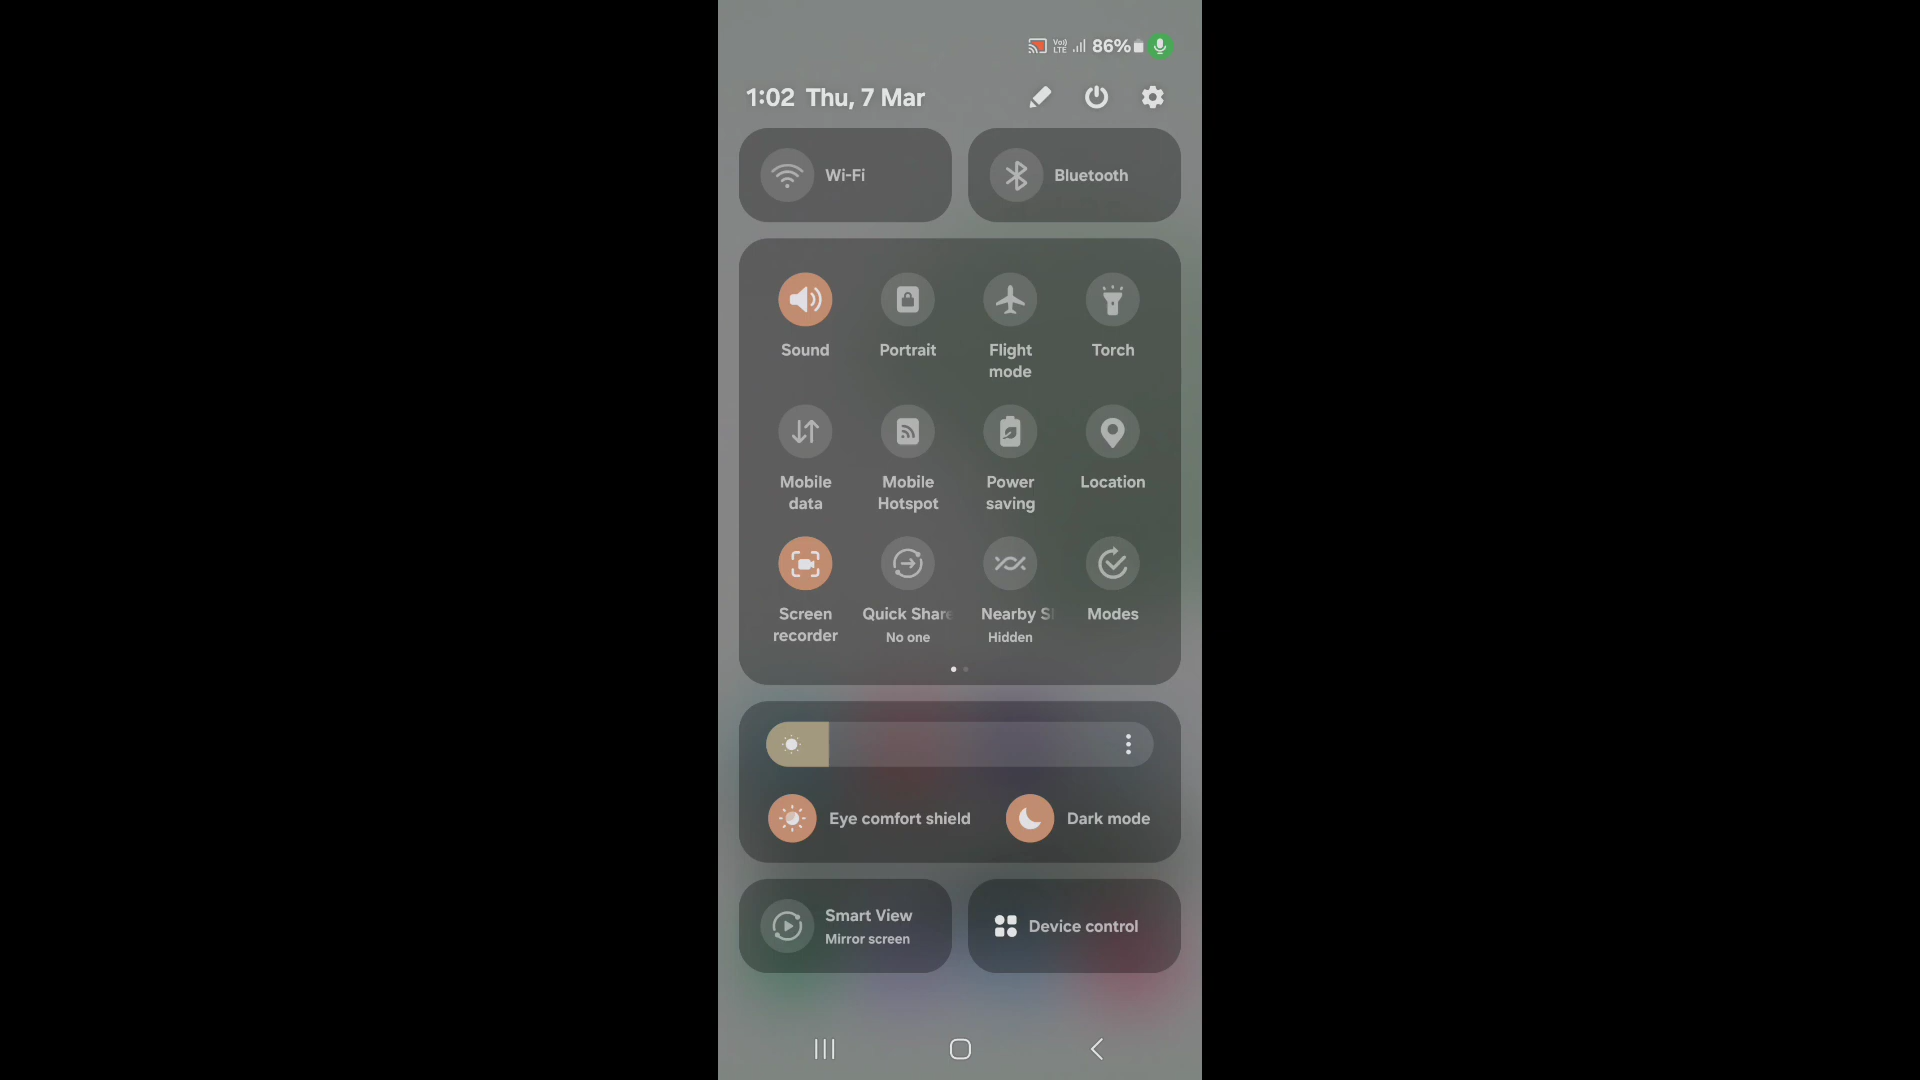 Vo) LTE 86%
1:02 Thu, 7 Mar
Wi-Fi
Bluetooth
Sound
Portrait
Flight
mode
Torch
Mobile
data
Mobile
Hotspot
Power
saving
Location
Screen
recorder
Quick Share
No one
Nearby S
Hidden
Modes
Eye comfort shield
Dark mode
Smart View
Mirror screen
Device control